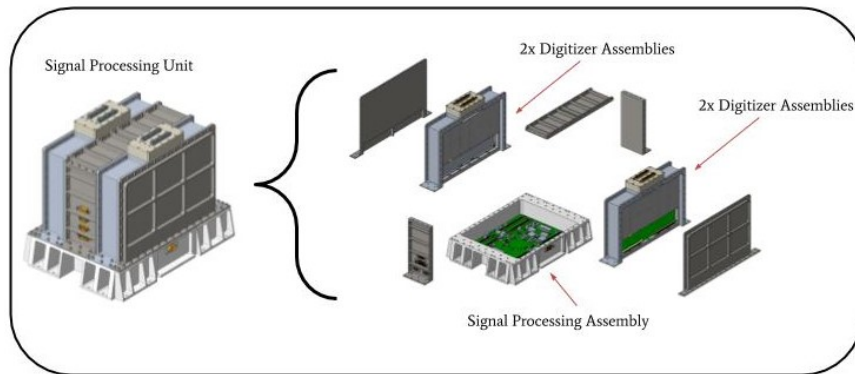 Signal Processing Unit
2x Digitizer Assemblies
2x Digitizer Assemblies
Signal Processing Assembly